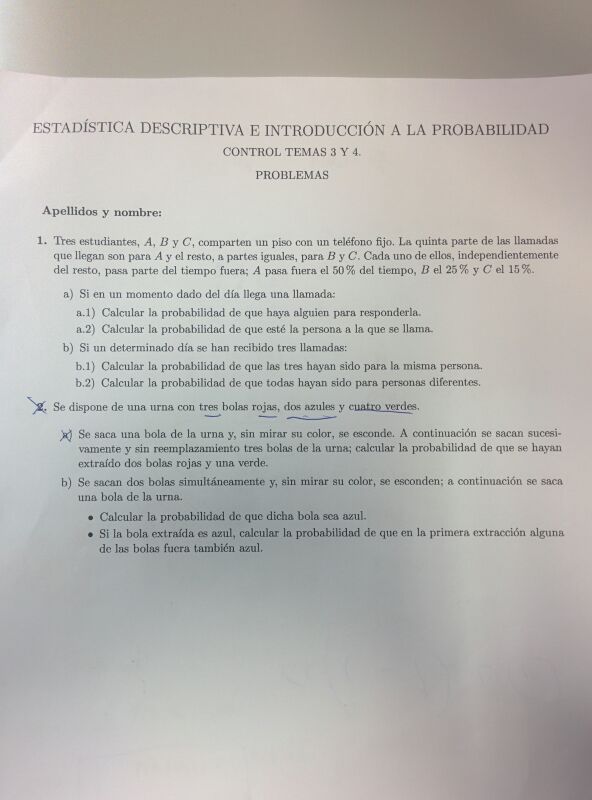 ESTADÍSTICA DESCRIPTIVA E INTRODUCCIÓN A LA PROBABILIDAD
CONTROL TEMAS 3 Y 4.
PROBLEMAS
Apellidos y nombre:
1. Tres estudiantes, A, B y C, comparten un piso con un teléfono fijo. La quinta parte de las llamadas
que llegan son para A y el resto, a partes iguales, para B y C. Cada uno de ellos, independientemente
del resto, pasa parte del tiempo fuera; A pasa fuera el 50 % del tiempo, B el 25 % y C el 15 %.
a) Si en un momento dado del día llega una llamada:
a.1) Calcular la probabilidad de que haya alguien para responderla.
a.2) Calcular la probabilidad de que esté la persona a la que se llama.
b) Si un determinado día se han recibido tres llamadas:
b.1) Calcular la probabilidad de que las tres hayan sido para la misma persona.
b.2) Calcular la probabilidad de que todas hayan sido para personas diferentes.
2. Se dispone de una urna con tres bolas rojas, dos azules y cuatro verdes.
a) Se saca una bola de la urna y, sin mirar su color, se esconde. A continuación se sacan sucesi-
vamente y sin reemplazamiento tres bolas de la urna; calcular la probabilidad de que se hayan
extraído dos bolas rojas y una verde.
b) Se sacan dos bolas simultáneamente y, sin mirar su color, se esconden; a continuación se saca
una bola de la urna.
• Calcular la probabilidad de que dicha bola sea azul.
• Si la bola extraída es azul, calcular la probabilidad de que en la primera extracción alguna
de las bolas fuera también azul.